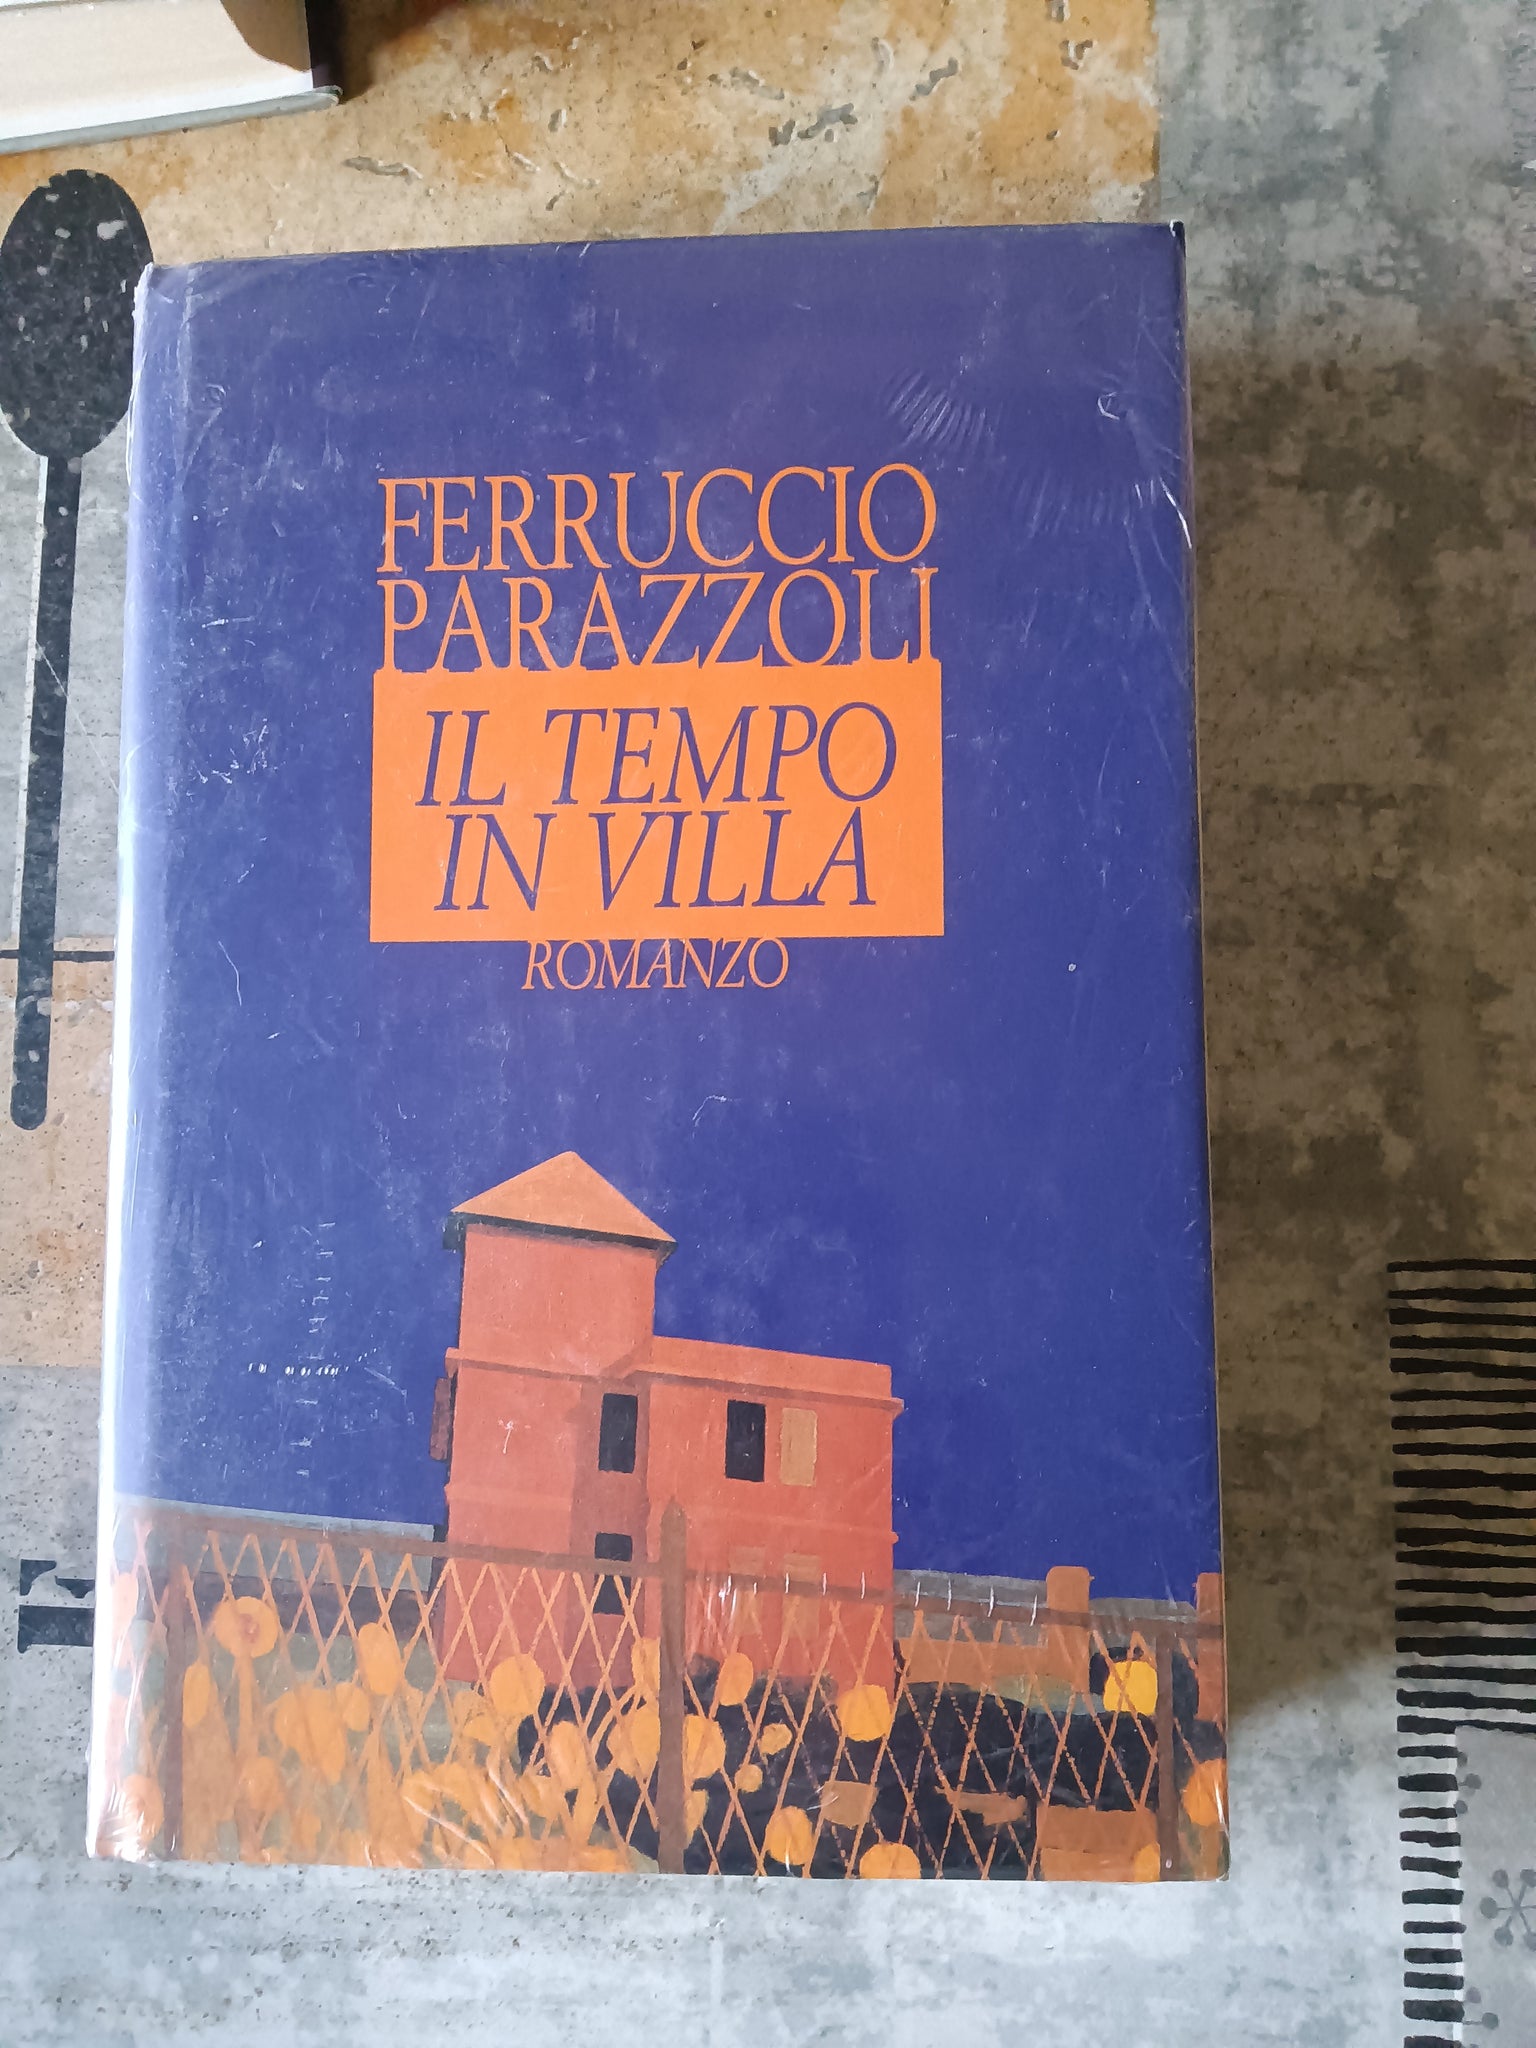 FERRUCCIO
PARAZZOLI
IL TEMPO
IN VILLA
ROMANZO